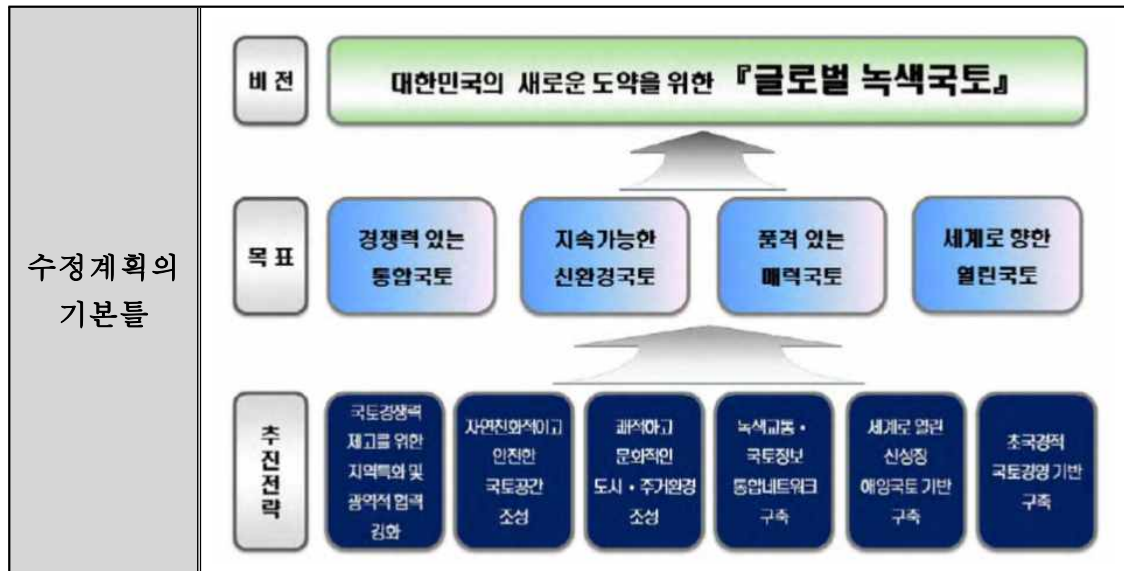 수정계획의
기본틀
비전
대한민국의 새로운 도약을 위한 『글로벌 녹색국토』
목표
경쟁력 있는
통합국토
지속가능한
친환경국토
품격 있는
매력국토
세계로 향한
열린국토
추진전략
국토경쟁력
제고를 위한
지역특화 및
광역적 협력
강화
자연친화적이고
안전한
국토공간
조성
쾌적하고
문화적인
도시・주거환경
조성
녹색교통・
국토정보
통합네트워크
구축
세계로 열린
신성장
해양국토 기반
구축
초국경적
국토경영 기반
구축